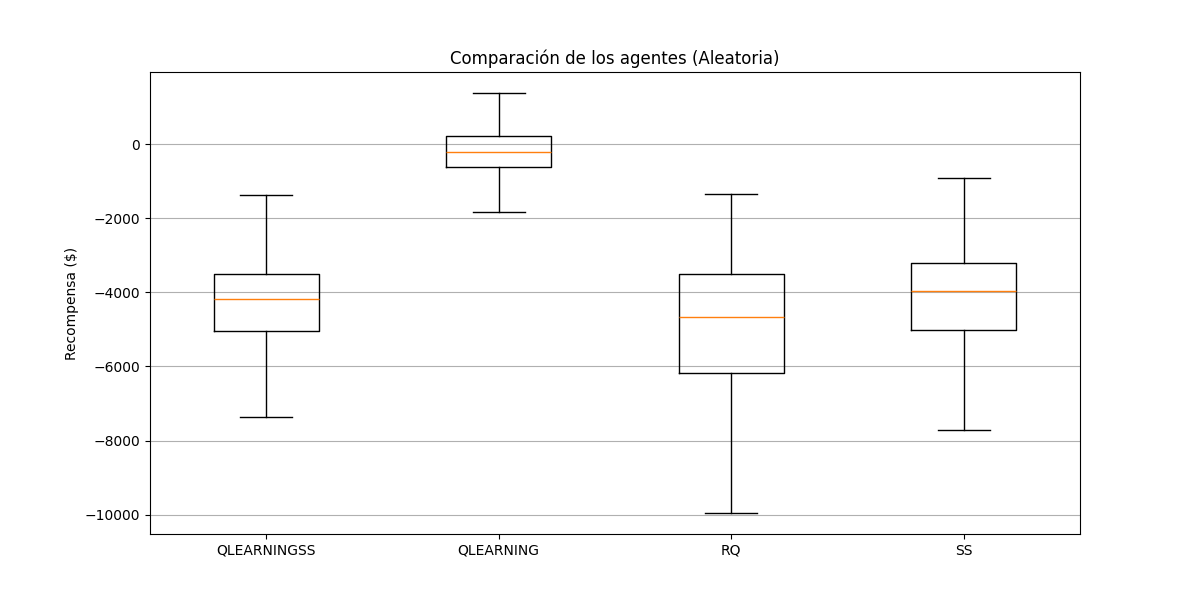 Comparación de los agentes (Aleatoria)
Recompensa ($)
0
−2000
−4000
−6000
−8000
−10000
QLEARNINGSS QLEARNING RQ SS